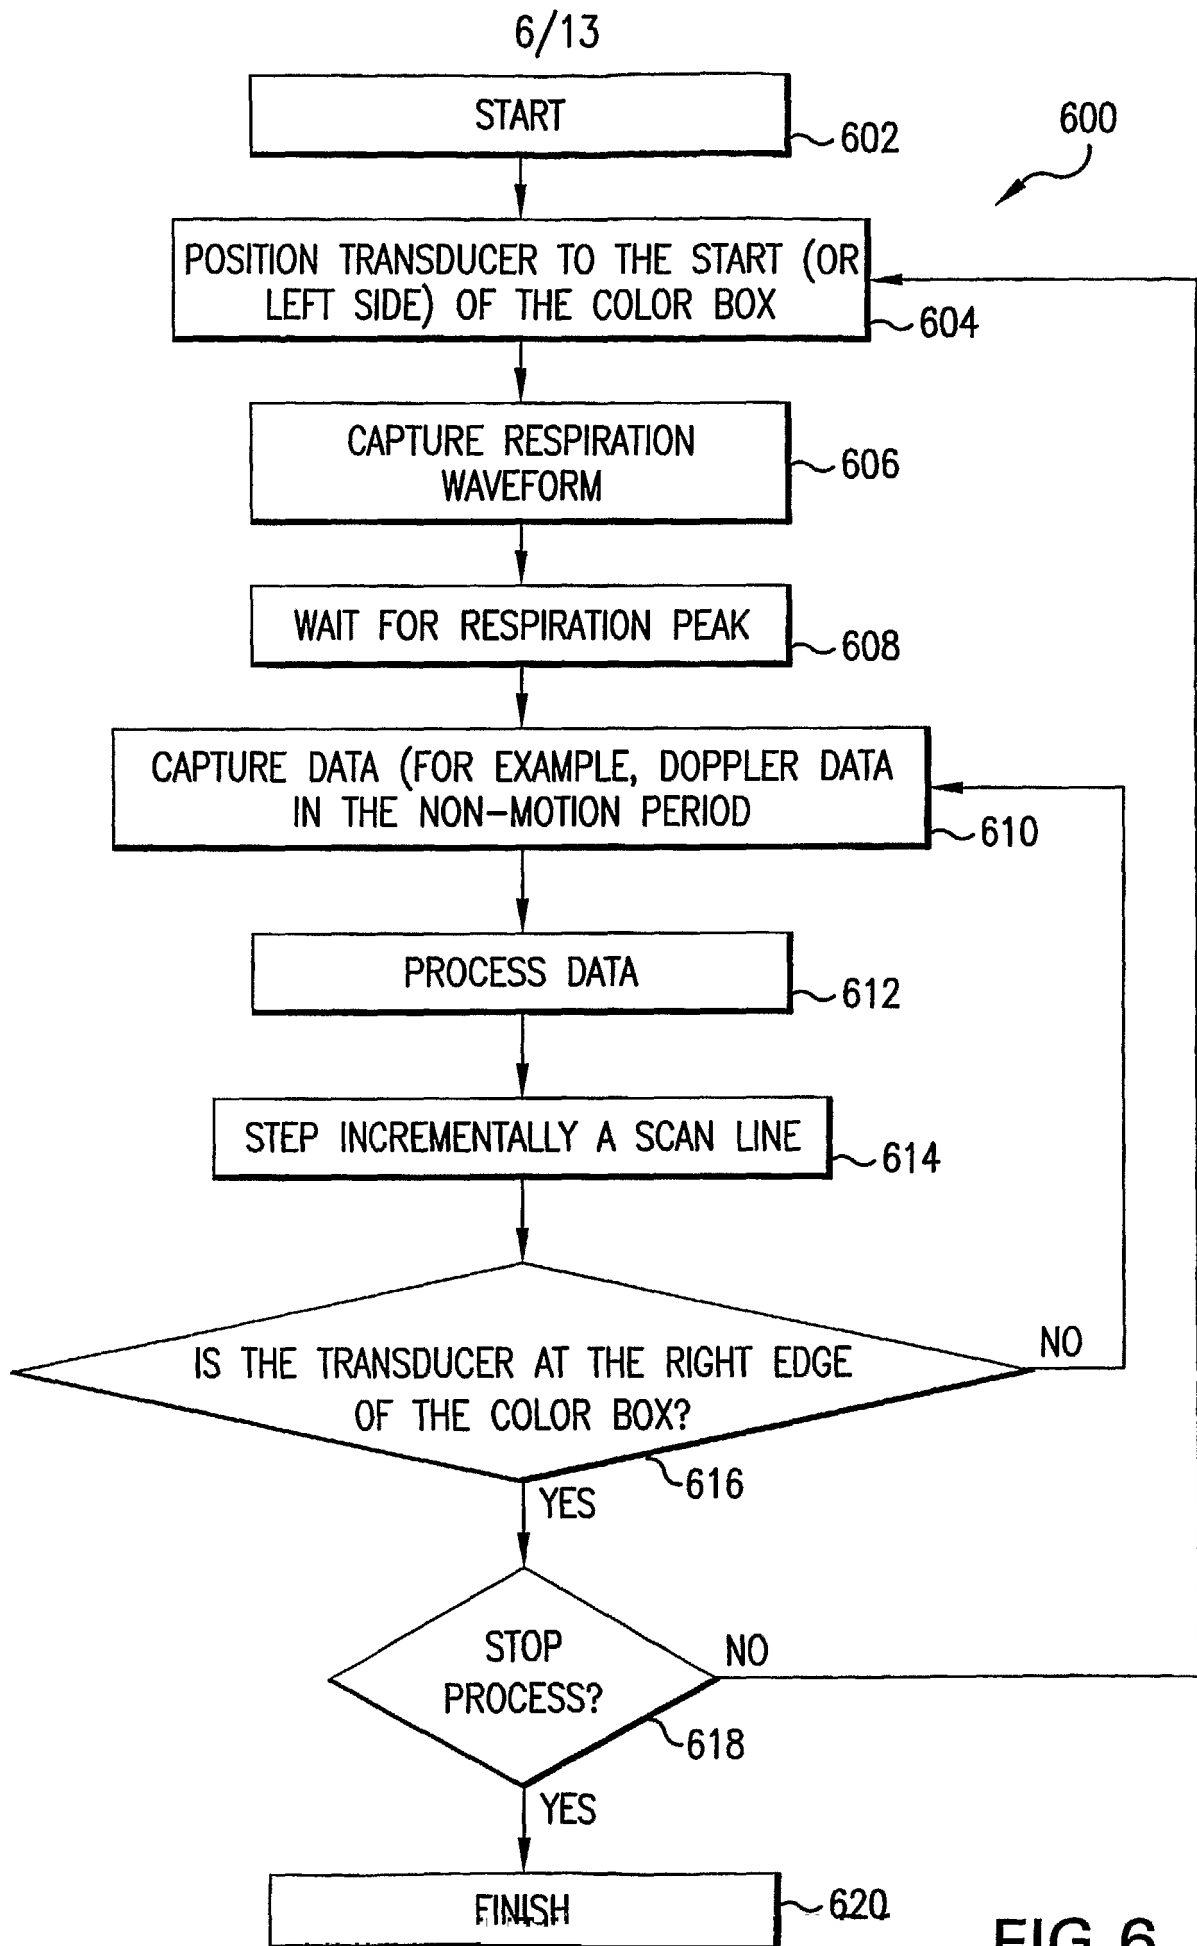 6/13
START
602
600
POSITION TRANSDUCER TO THE START (OR
LEFT SIDE) OF THE COLOR BOX
604
CAPTURE RESPIRATION
WAVEFORM
606
WAIT FOR RESPIRATION PEAK
608
CAPTURE DATA (FOR EXAMPLE, DOPPLER DATA
IN THE NON-MOTION PERIOD
610
PROCESS DATA
612
STEP INCREMENTALLY A SCAN LINE
614
IS THE TRANSDUCER AT THE RIGHT EDGE
OF THE COLOR BOX?
NO
616
YES
STOP
PROCESS?
NO
618
YES
FINISH
620
FIG.6